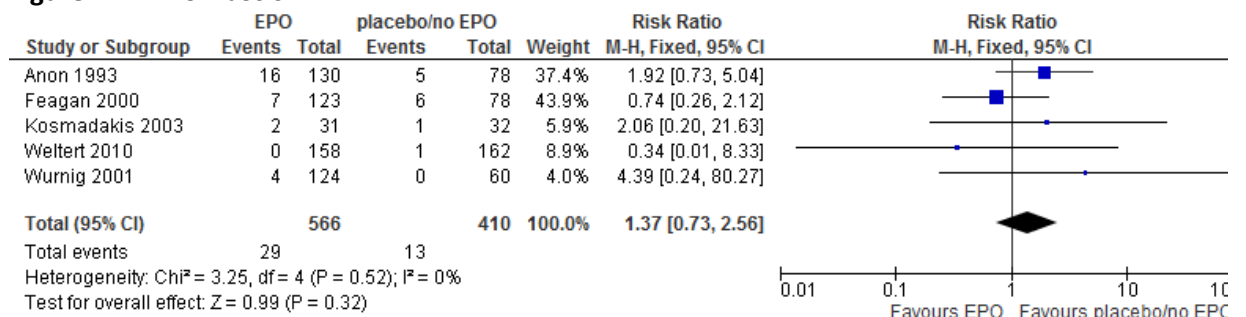 EPO placebo/no EPO Risk Ratio Risk Ratio
Study or Subgroup Events Total Events Total Weight M-H, Fixed, 95% CI M-H, Fixed, 95% CI
Anon 1993 16 130 5 78 37.4% 1.92 [0.73, 5.04]
Feagan 2000 7 123 6 78 43.9% 0.74 [0.26, 2.12]
Kosmadakis 2003 2 31 1 32 5.9% 2.06 [0.20, 21.63]
Weltert 2010 0 158 1 162 8.9% 0.34 [0.01, 8.33]
Wurnig 2001 4 124 0 60 4.0% 4.39 [0.24, 80.27]
Total (95% CI) 566 410 100.0% 1.37 [0.73, 2.56]
Total events 29 13
Heterogeneity: Chi² = 3.25, df = 4 (P = 0.52); I² = 0%
Test for overall effect: Z = 0.99 (P = 0.32)
0.01 0.1 1 10 10
Favours EPO Favours placebo/no EPO